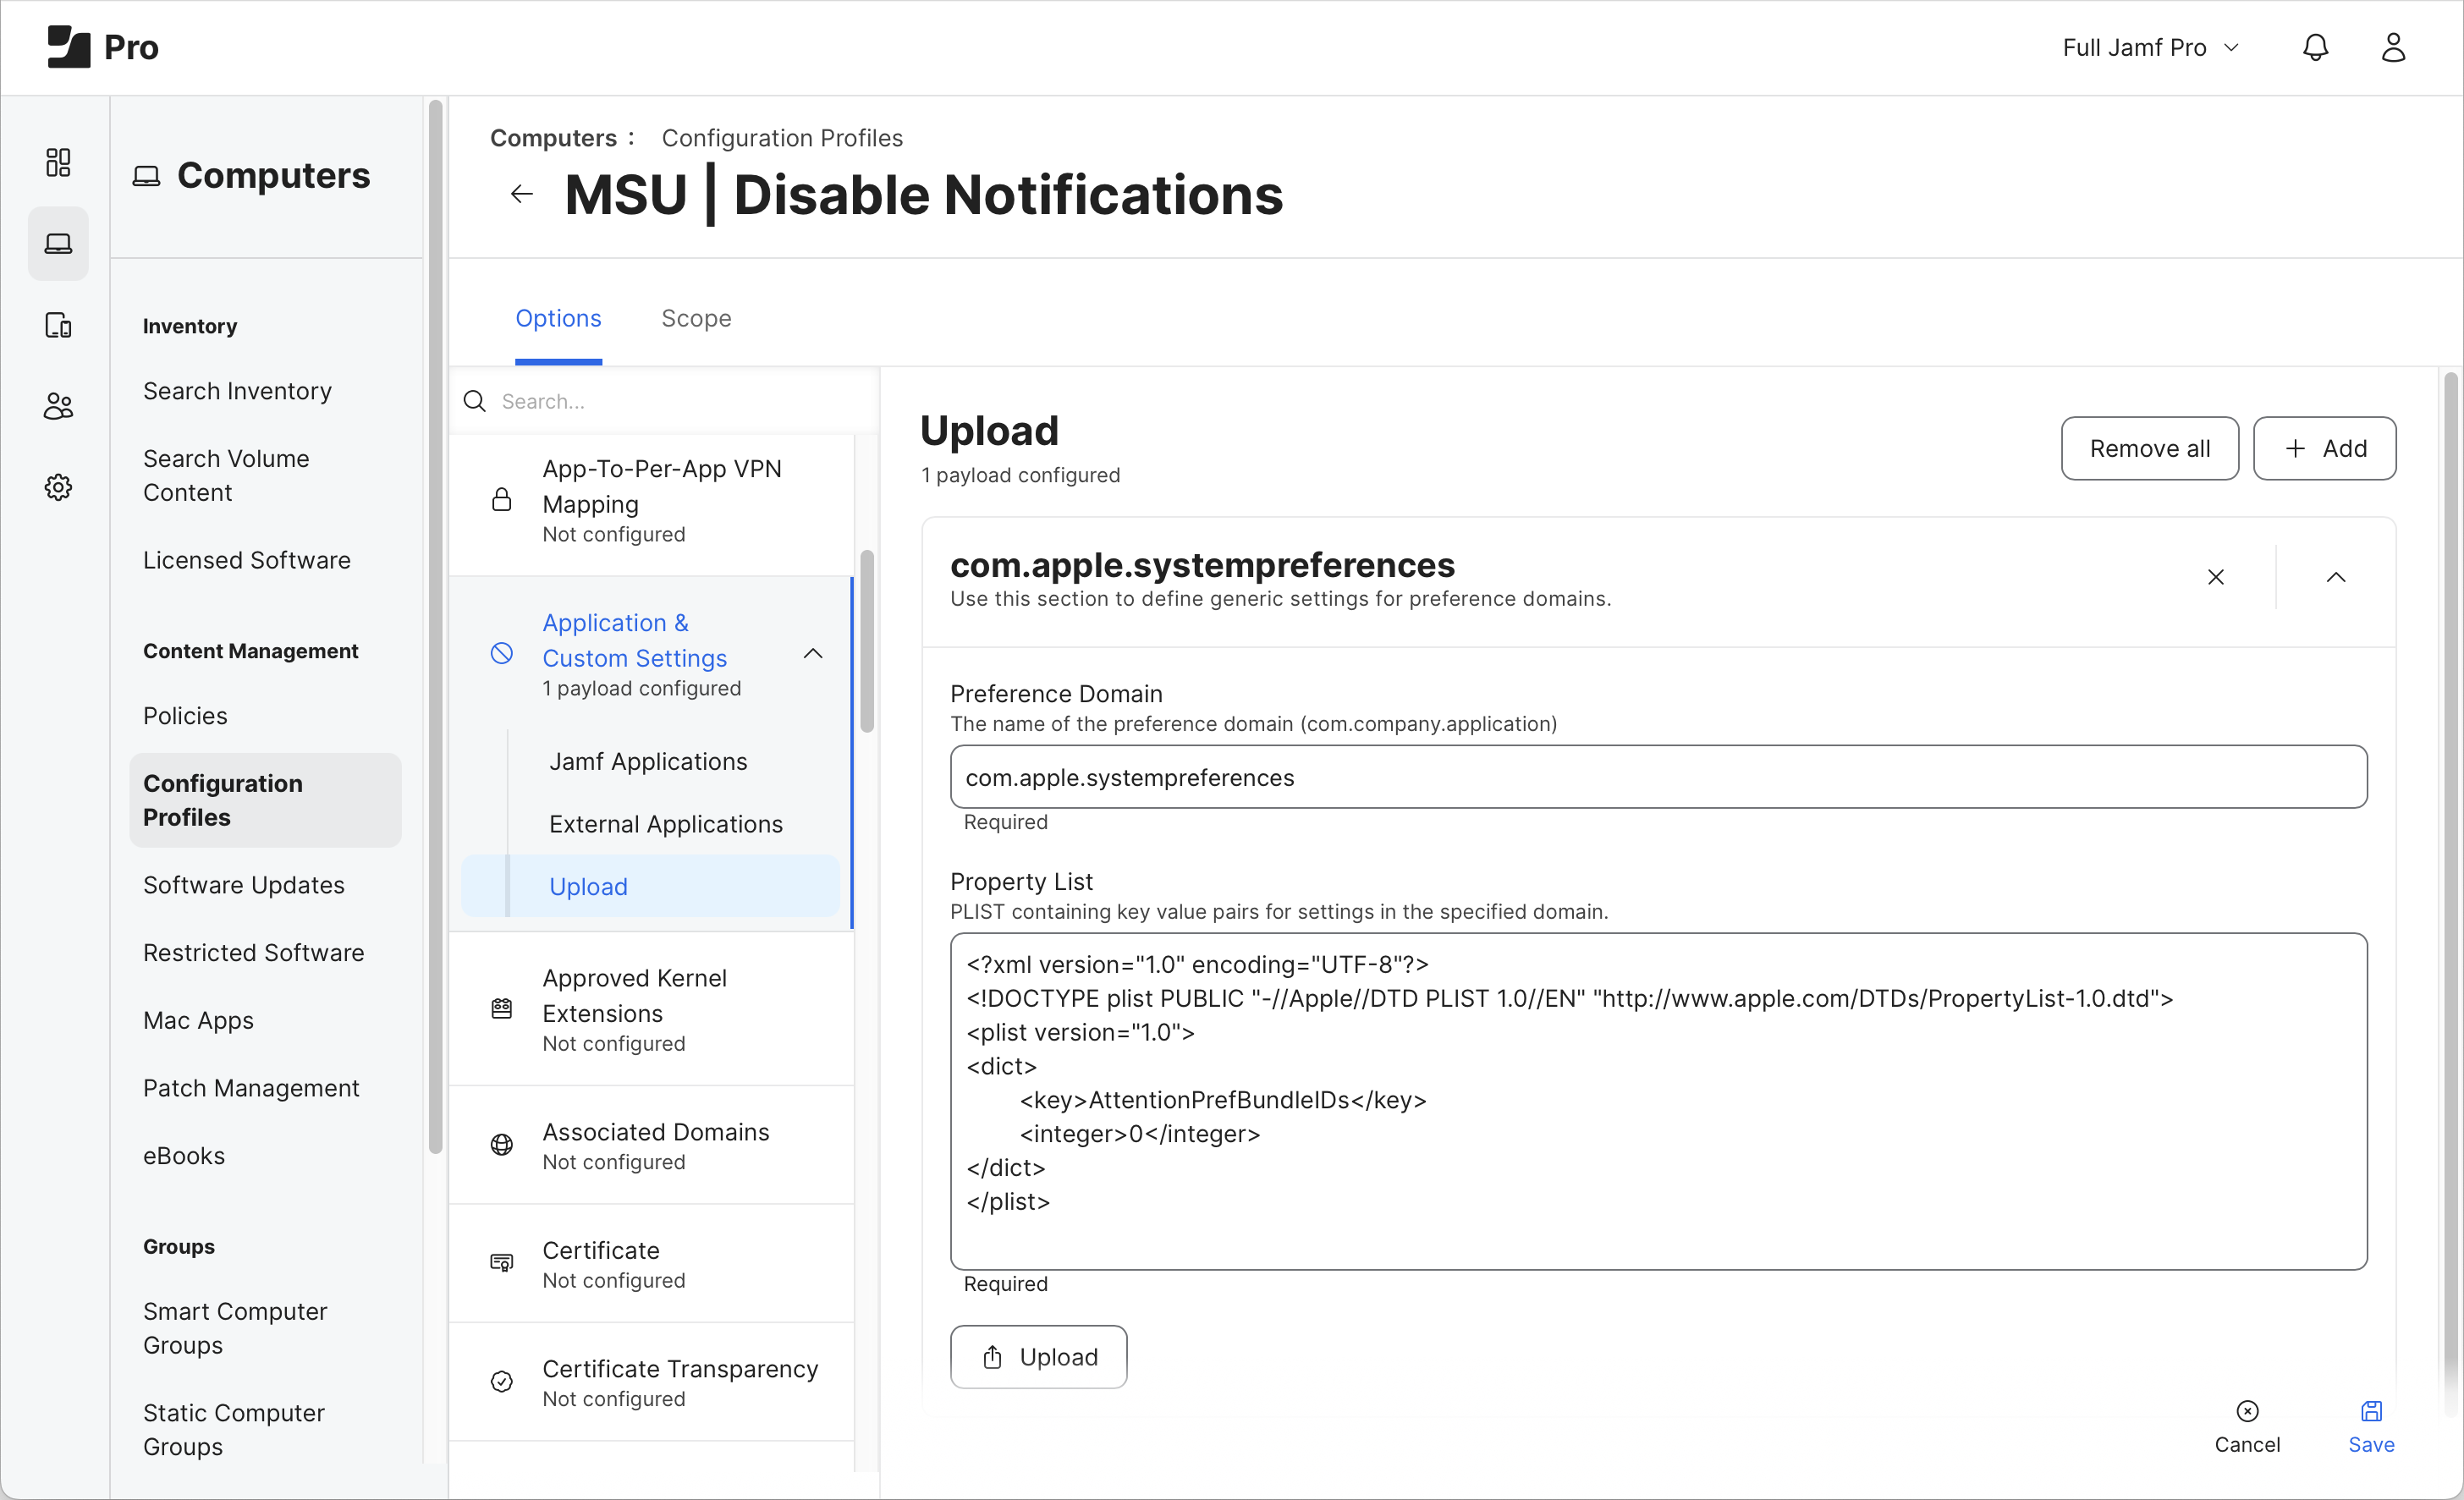 Pro
Full Jamf Pro
Computers
Inventory
Search Inventory
Search Volume
Content
Licensed Software
Content Management
Policies
Configuration
Profiles
Software Updates
Restricted Software
Mac Apps
Patch Management
eBooks
Groups
Smart Computer
Groups
Static Computer
Groups
Computers : Configuration Profiles
MSU | Disable Notifications
Options Scope
Search...
App-To-Per-App VPN
Mapping
Not configured
Application &
Custom Settings
1 payload configured
Jamf Applications
External Applications
Upload
Approved Kernel
Extensions
Not configured
Associated Domains
Not configured
Certificate
Not configured
Certificate Transparency
Not configured
Upload
1 payload configured
Remove all
Add
com.apple.systempreferences
Use this section to define generic settings for preference domains.
Preference Domain
The name of the preference domain (com.company.application)
com.apple.systempreferences
Required
Property List
PLIST containing key value pairs for settings in the specified domain.
<?xml version="1.0" encoding="UTF-8"?>
<!DOCTYPE plist PUBLIC "-//Apple//DTD PLIST 1.0//EN" "http://www.apple.com/DTDs/PropertyList-1.0.dtd">
<plist version="1.0">
<dict>
<key>AttentionPrefBundleIDs</key>
<integer>0</integer>
</dict>
</plist>
Required
Upload
Cancel
Save